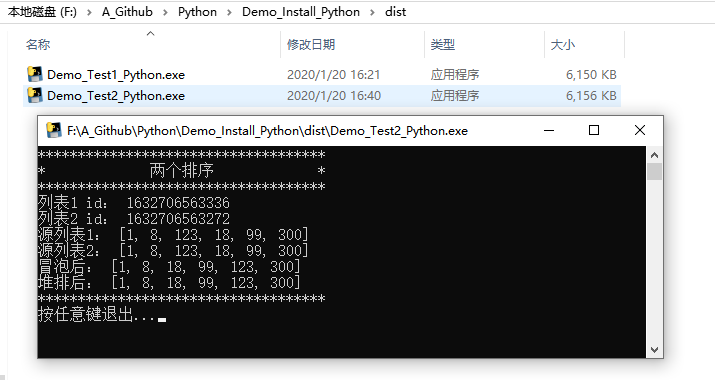 本地磁盘 (F:) > A_Github > Python > Demo_Install_Python > dist
名称 修改日期 类型 大小
Demo_Test1_Python.exe 2020/1/20 16:21 应用程序 6,150 KB
Demo_Test2_Python.exe 2020/1/20 16:40 应用程序 6,156 KB
F:\A_Github\Python\Demo_Install_Python\dist\Demo_Test2_Python.exe
************************************
* 两个排序 *
************************************
列表1 id： 1632706563336
列表2 id： 1632706563272
源列表1： [1, 8, 123, 18, 99, 300]
源列表2： [1, 8, 123, 18, 99, 300]
冒泡后： [1, 8, 18, 99, 123, 300]
堆排后： [1, 8, 18, 99, 123, 300]
************************************
按任意键退出...